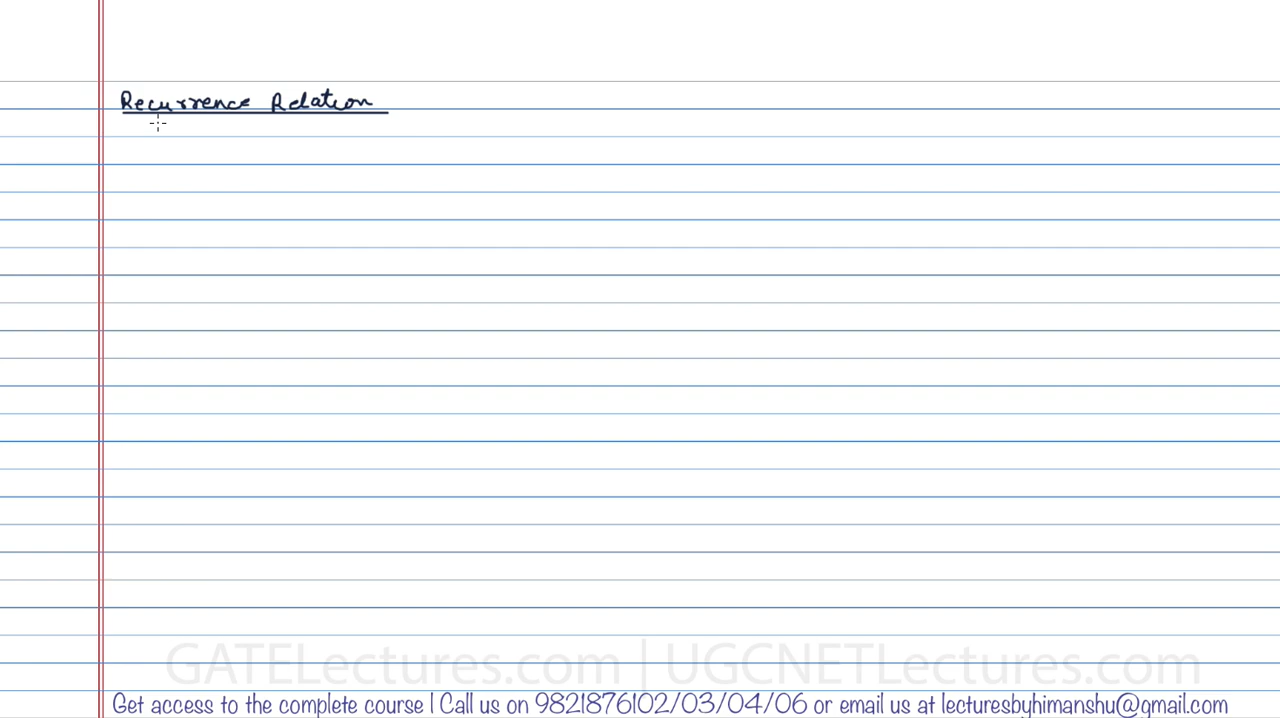 Recurrence Relation
GATELectures.com | UGCNETLectures.com
Get access to the complete course | Call us on 9821876102/03/04/06 or email us at lecturesbyhimanshu@gmail.com